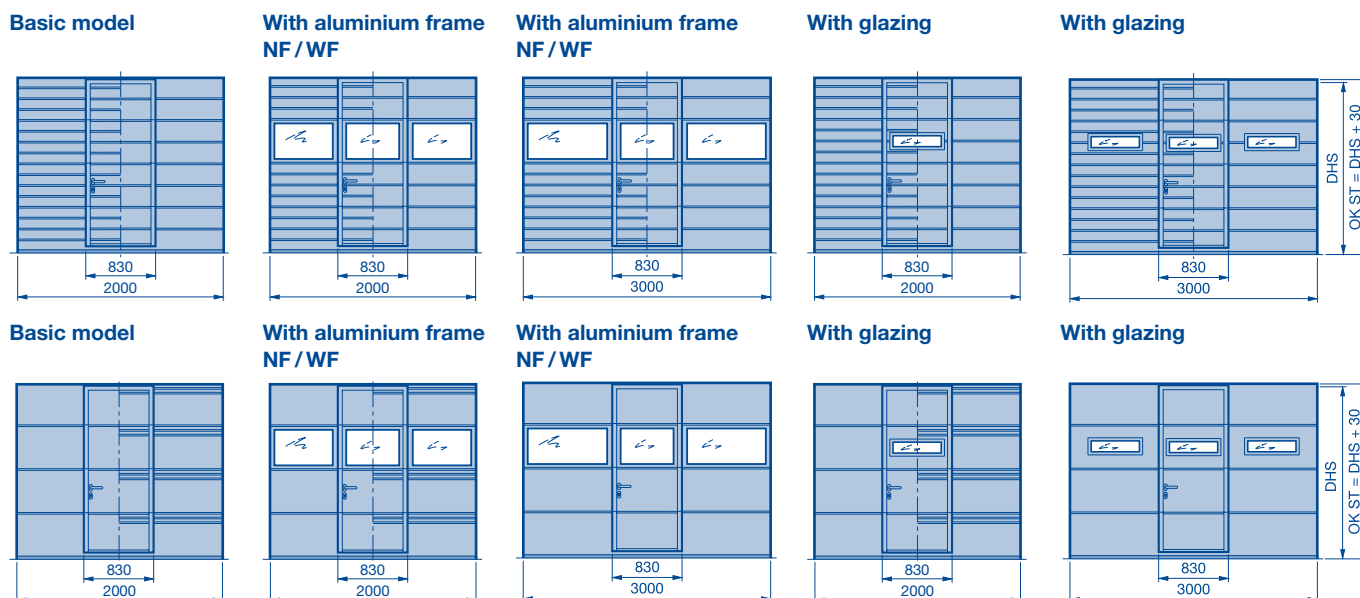 Basic model
With aluminium frame
NF / WF
With aluminium frame
NF / WF
With glazing
With glazing
830
2000
830
2000
830
3000
830
2000
830
3000
DHS
OK ST = DHS + 30
Basic model
With aluminium frame
NF / WF
With aluminium frame
NF / WF
With glazing
With glazing
830
2000
830
2000
830
3000
830
2000
830
3000
DHS
OK ST = DHS + 30